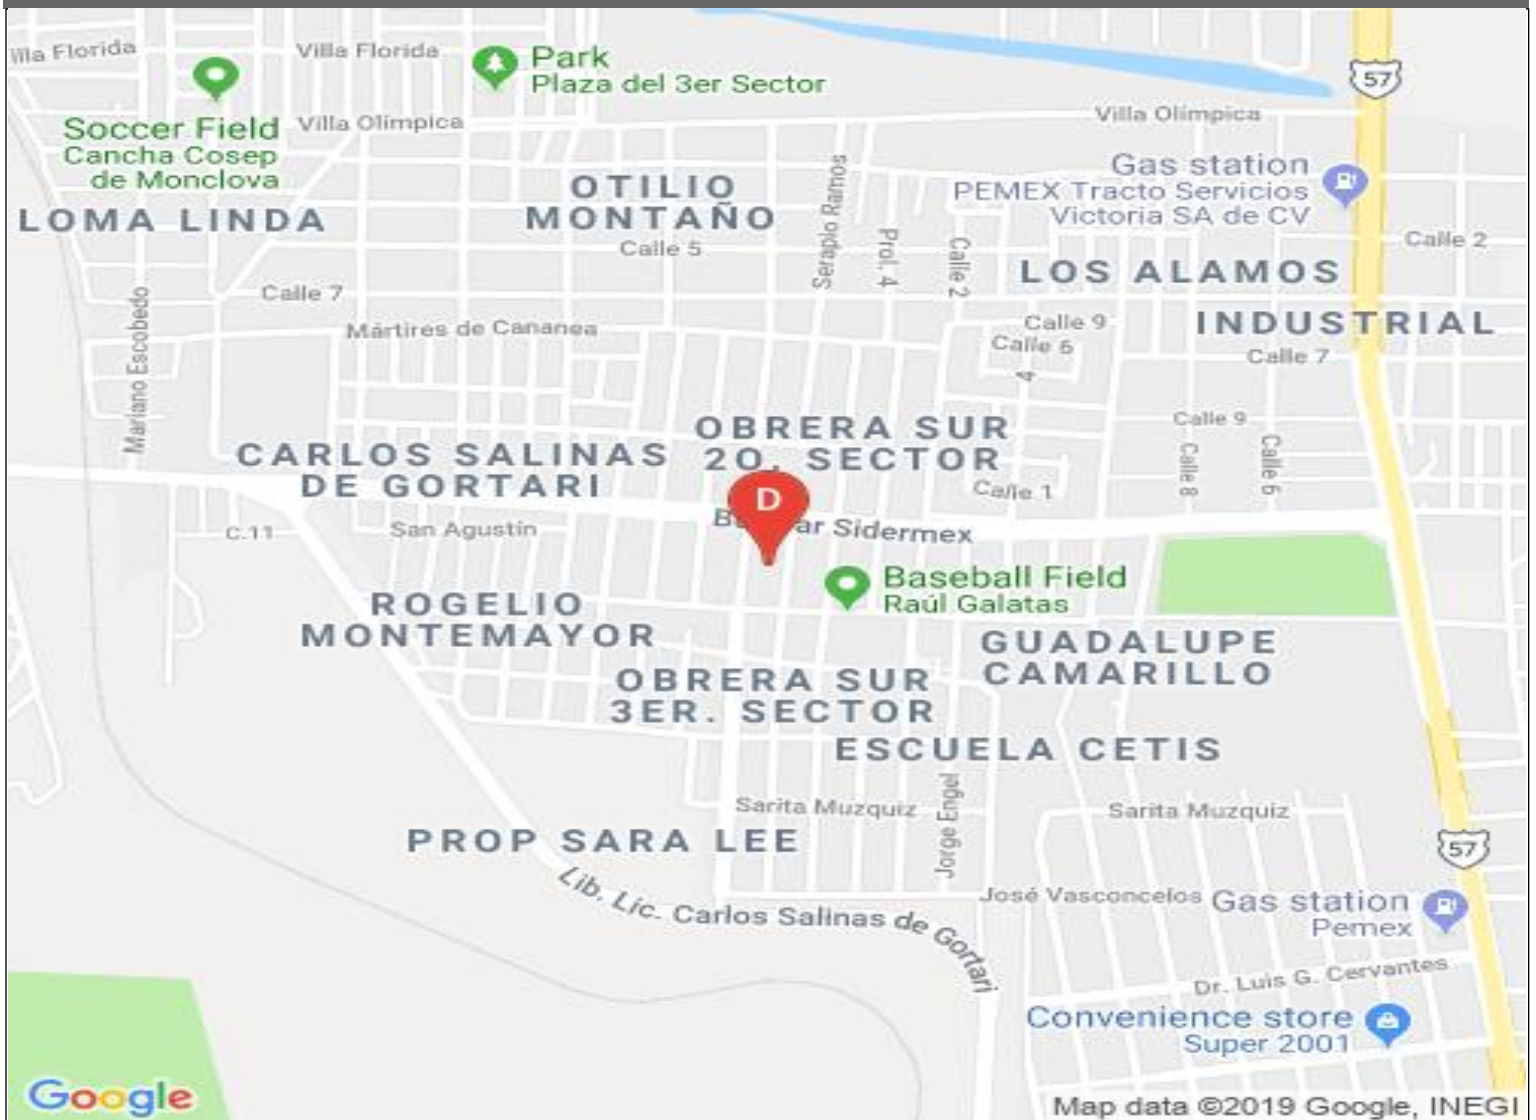 illa Florida
Villa Florida
Park
Plaza del 3er Sector
57
Soccer Field
Cancha Cosep
de Monclova
Villa Olímpica
Villa Olímpica
Gas station
PEMEX Tracto Servicios
Victoria SA de CV
LOMA LINDA
OTILIO
MONTAÑO
Serapio Ramos
Prol. 4
Calle 2
Calle 5
Calle 2
LOS ALAMOS
Calle 7
Mártires de Cananea
Calle 9
Calle 6
4
INDUSTRIAL
Calle 7
Mariano Escobedo
Calle 9
Calle 8
Calle 6
OBRERA SUR
2O. SECTOR
CARLOS SALINAS
DE GORTARI
Calle 1
D
ar Sidermex
C.11
San Agustín
Baseball Field
Raúl Galatas
ROGELIO
MONTEMAYOR
GUADALUPE
CAMARILLO
OBRERA SUR
3ER. SECTOR
ESCUELA CETIS
Sarita Muzquiz
Jorge Engel
Sarita Muzquiz
PROP SARA LEE
57
Lib. Lic. Carlos Salinas de Gortari
José Vasconcelos
Gas station
Pemex
Dr. Luis G. Cervantes
Convenience store
Super 2001
Google
Map data ©2019 Google, INEGI